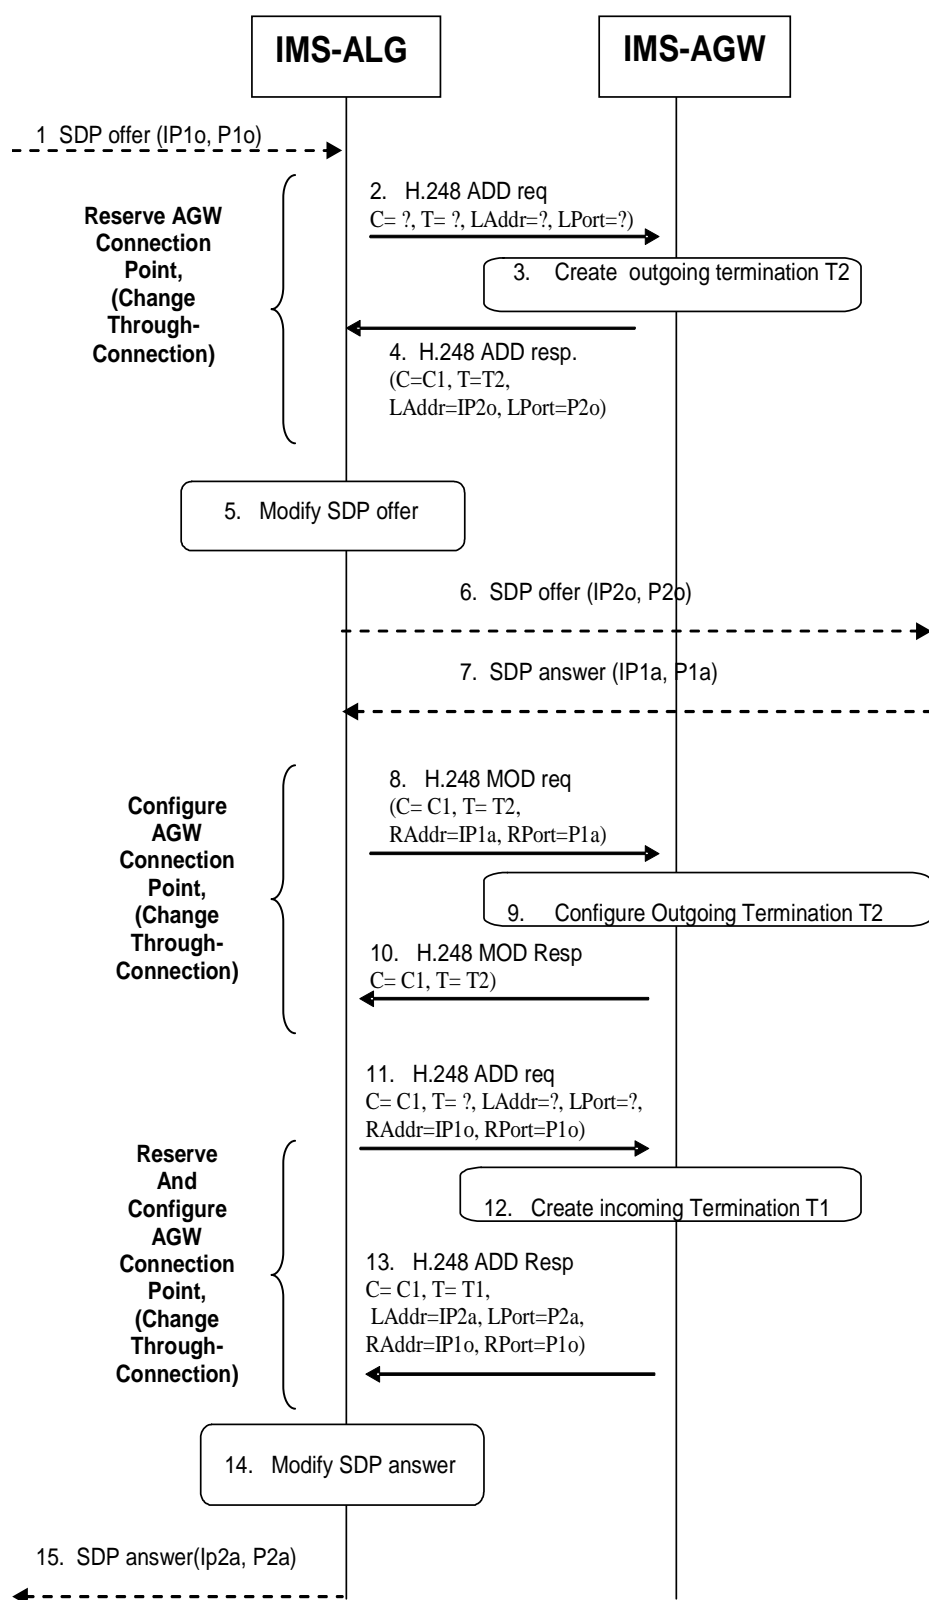 IMS-ALG
IMS-AGW
1 SDP offer (IP1o, P1o)
Reserve AGW
Connection
Point,
(Change
Through-
Connection)
2. H.248 ADD req
C= ?, T= ?, LAddr=?, LPort=?)
3. Create outgoing termination T2
4. H.248 ADD resp.
(C=C1, T=T2,
LAddr=IP2o, LPort=P2o)
5. Modify SDP offer
6. SDP offer (IP2o, P2o)
7. SDP answer (IP1a, P1a)
Configure
AGW
Connection
Point,
(Change
Through-
Connection)
8. H.248 MOD req
(C= C1, T= T2,
RAddr=IP1a, RPort=P1a)
9. Configure Outgoing Termination T2
10. H.248 MOD Resp
C= C1, T= T2)
11. H.248 ADD req
C= C1, T= ?, LAddr=?, LPort=?,
RAddr=IP1o, RPort=P1o)
Reserve
And
Configure
AGW
Connection
Point,
(Change
Through-
Connection)
12. Create incoming Termination T1
13. H.248 ADD Resp
C= C1, T= T1,
LAddr=IP2a, LPort=P2a,
RAddr=IP1o, RPort=P1o)
14. Modify SDP answer
15. SDP answer(Ip2a, P2a)